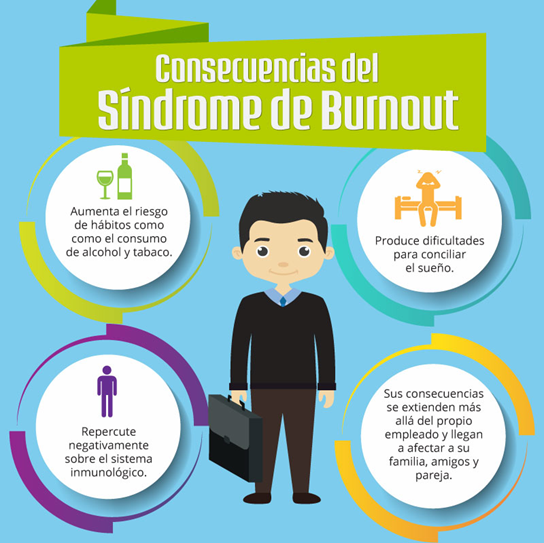 Consecuencias del
Síndrome de Burnout
Aumenta el riesgo
de hábitos como
como el consumo
de alcohol y tabaco.
Produce dificultades
para conciliar
el sueño.
Repercute
negativamente
sobre el sistema
inmunológico.
Sus consecuencias
se extienden más
allá del propio
empleado y llegan
a afectar a su
familia, amigos y
pareja.